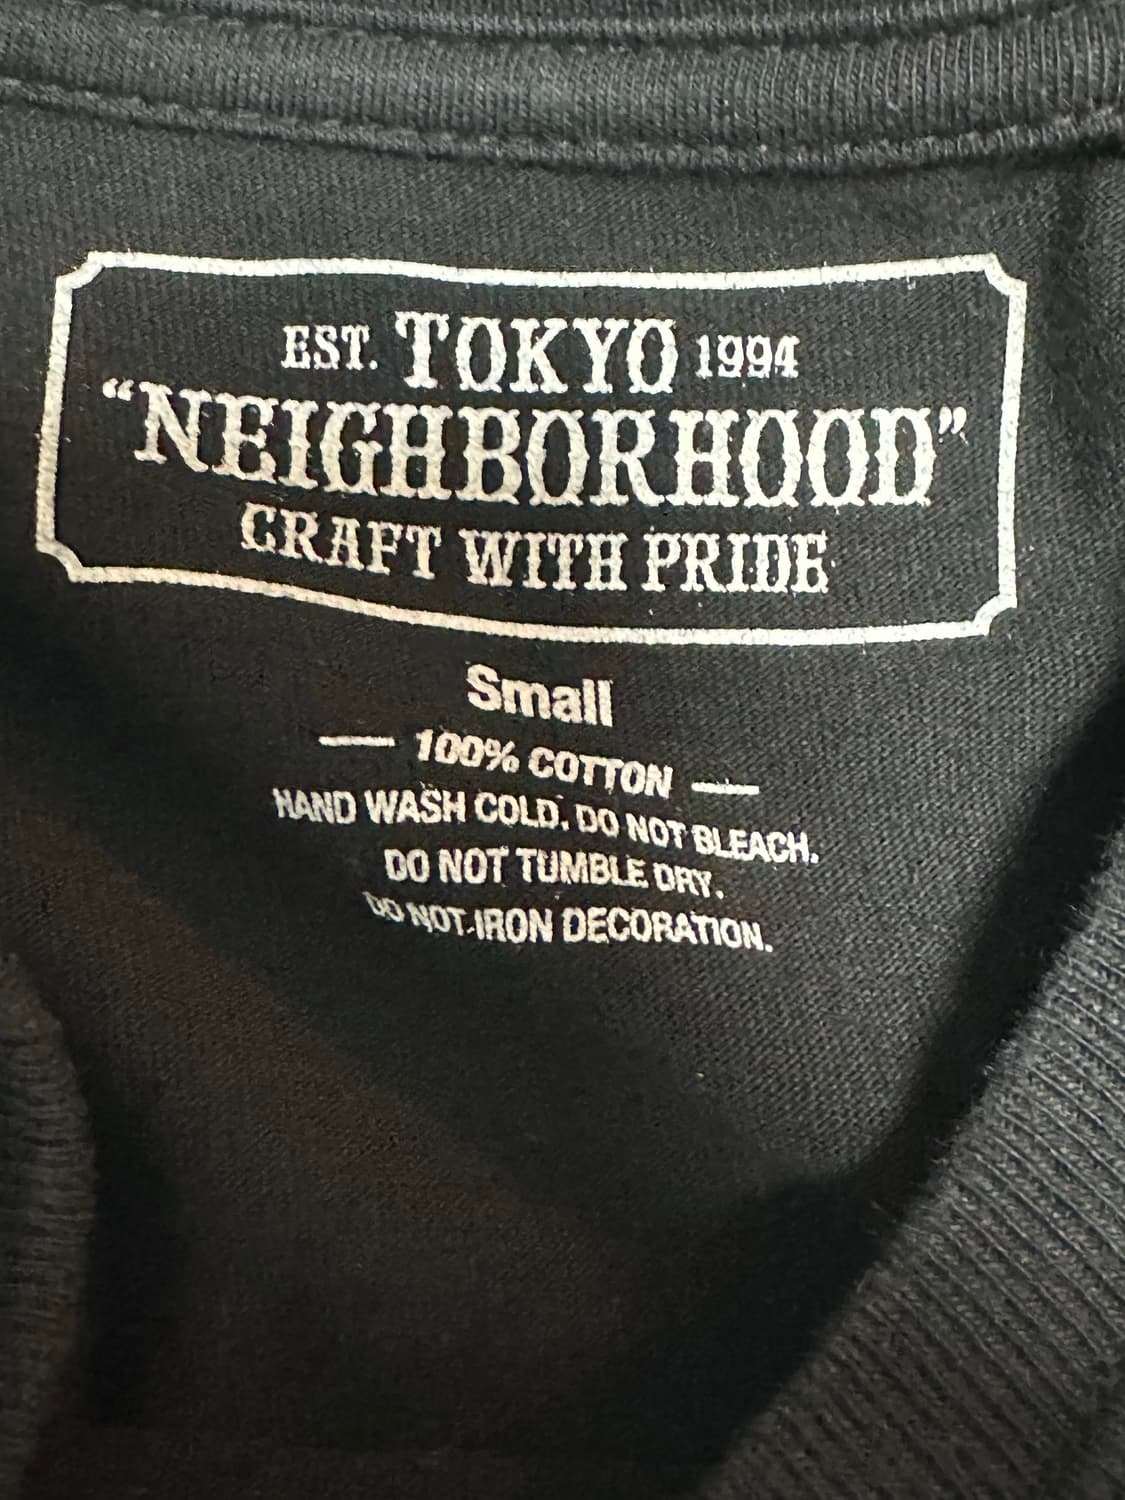 EST. TOKYO 1994
“NEIGHBORHOOD”
CRAFT WITH PRIDE
Small
100% COTTON
HAND WASH COLD. DO NOT BLEACH.
DO NOT TUMBLE DRY.
DO NOT IRON DECORATION.